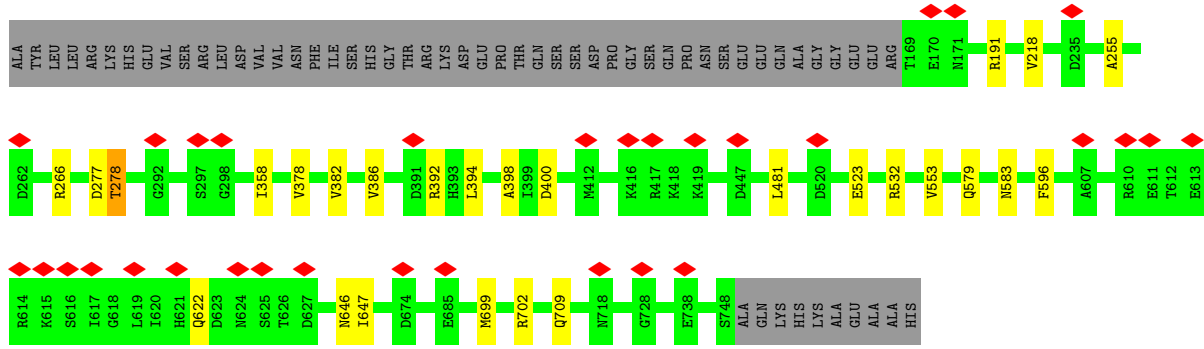 ALA TYR LEU LEU ARG LYS HIS GLU VAL SER ARG LEU ASP VAL VAL ASN PHE ILE SER HIS GLY THR ARG LYS ASP GLU PRO THR GLN SER SER ASP PRO GLY SER GLN PRO ASN SER GLU GLU GLN ALA GLY GLY GLU GLU ARG T169 E170 N171 R191 V218 D235 A255
D262 R266 D277 T278 G292 S297 G298 I358 V378 V382 V386 D391 R392 H393 L394 A398 I399 D400 M412 K416 R417 K418 K419 D447 L481 D520 E523 R532 V553 Q579 N583 F596 A607 R610 E611 T612 E613
R614 K615 S616 I617 G618 L619 I620 H621 Q622 D623 N624 S625 T626 D627 N646 I647 D674 E685 M699 R702 Q709 N718 G728 E738 S748 ALA GLN LYS HIS LYS ALA GLU ALA ALA HIS